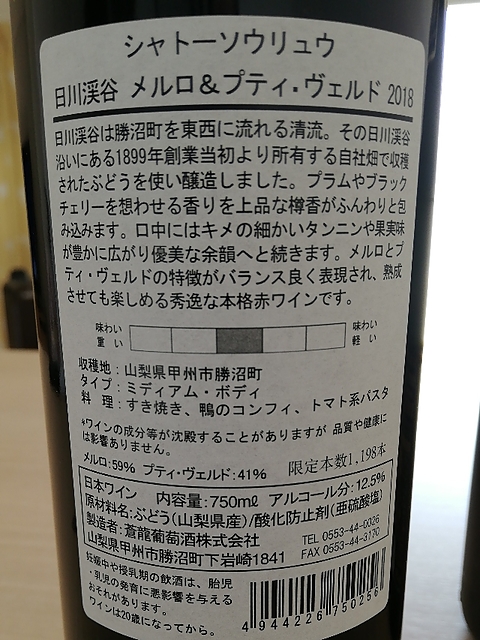 シャトーソウリュウ
日川渓谷 メルロ＆プティ・ヴェルド 2018
日川渓谷は勝沼町を東西に流れる清流。その日川渓谷
沿いにある1899年創業当初より所有する自社畑で収穫
されたぶどうを使い醸造しました。プラムやブラック
チェリーを想わせる香りを上品な樽香がふんわりと包
み込みます。口中にはキメの細かいタンニンや果実味
が豊かに広がり優美な余韻へと続きます。メルロとプ
ティ・ヴェルドの特徴がバランス良く表現され、熟成
させても楽しめる秀逸な本格赤ワインです。
味わい 重い 味わい 軽い
収穫地：山梨県甲州市勝沼町
タイプ：ミディアム・ボディ
料 理：すき焼き、鴨のコンフィ、トマト系パスタ
*ワインの成分等が沈殿することがありますが 品質や健康に
は影響ありません。
メルロ:59% プティ・ヴェルド:41% 限定本数1,198本
日本ワイン 内容量:750mℓ アルコール分:12.5%
原材料名:ぶどう(山梨県産)/酸化防止剤(亜硫酸塩)
製造者:蒼龍葡萄酒株式会社 TEL 0553-44-0026
山梨県甲州市勝沼町下岩崎1841 FAX 0553-44-3170
妊娠中や授乳期の飲酒は、胎児
・乳児の発育に悪影響を与える
おそれがあります。
ワインは20歳になってから。
4 944226 750256